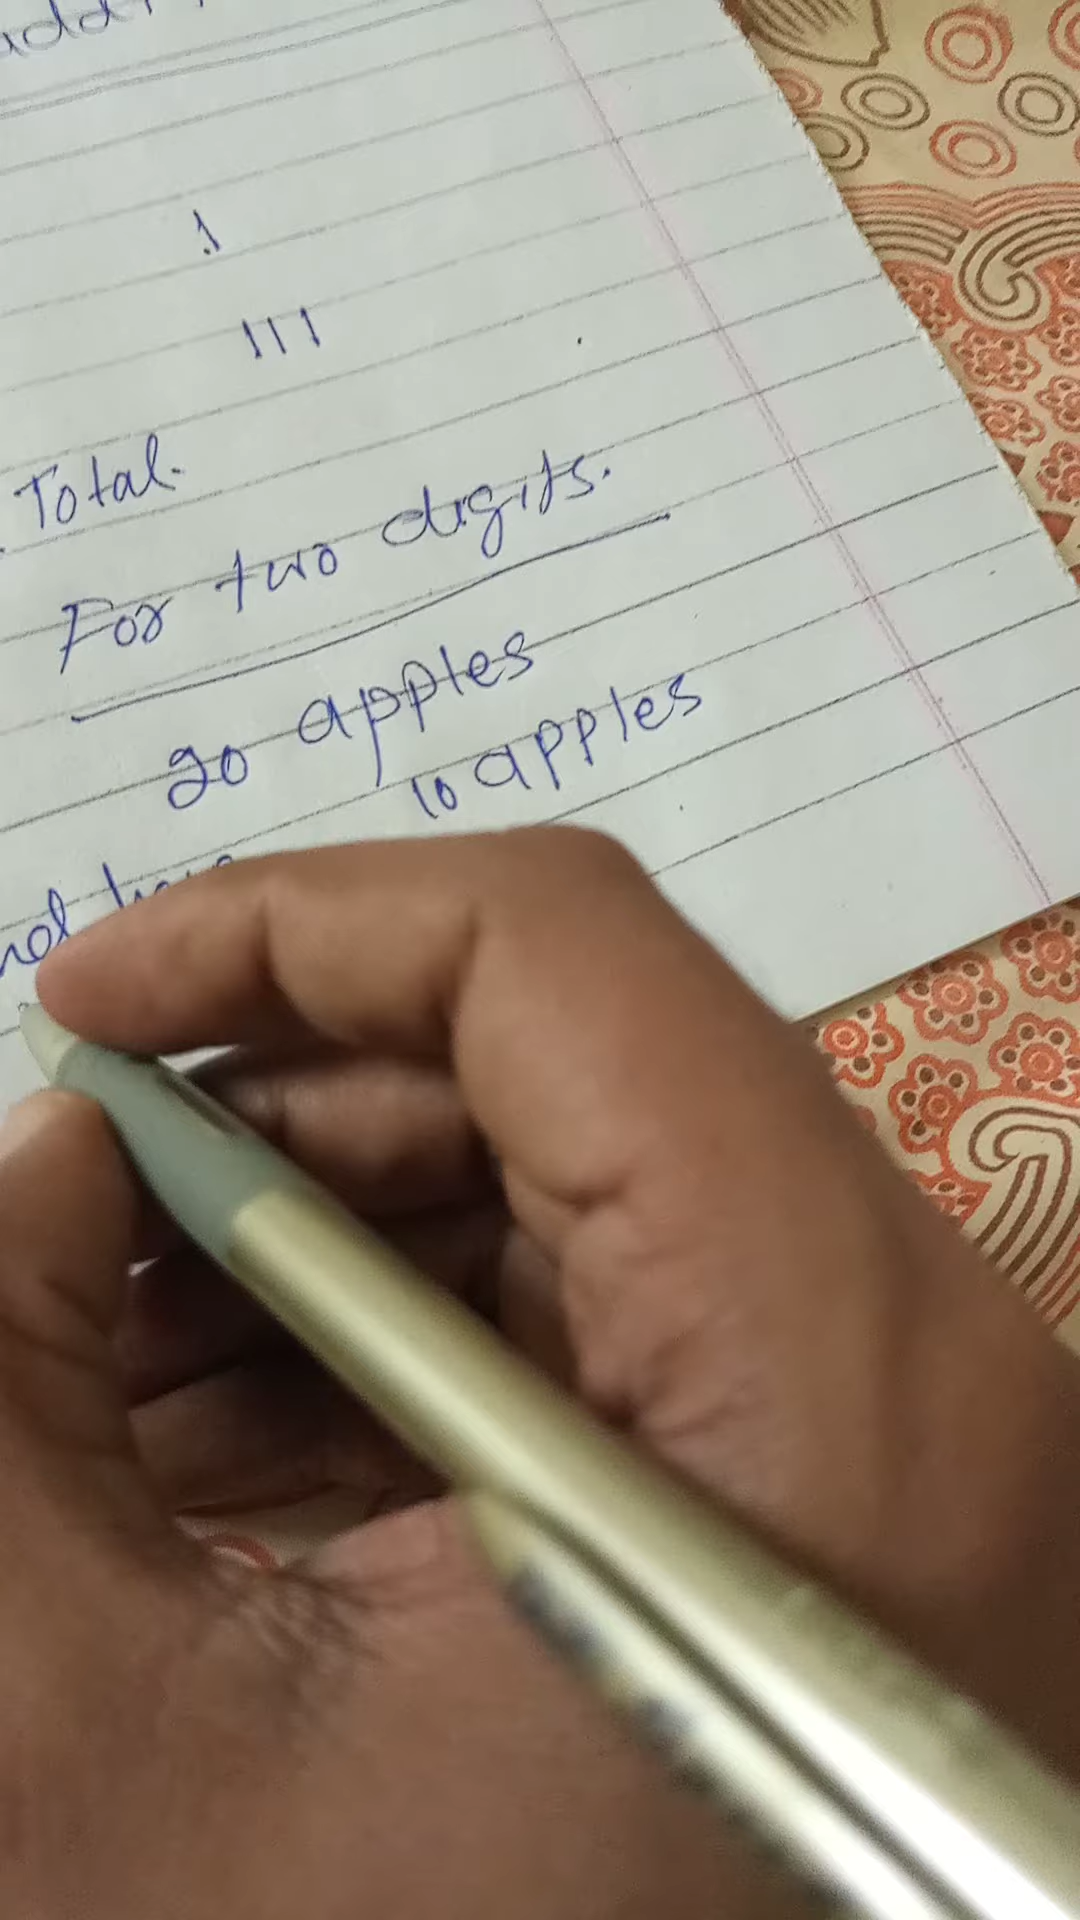 1
111
Total.
For two digits.
20 apples
10 apples